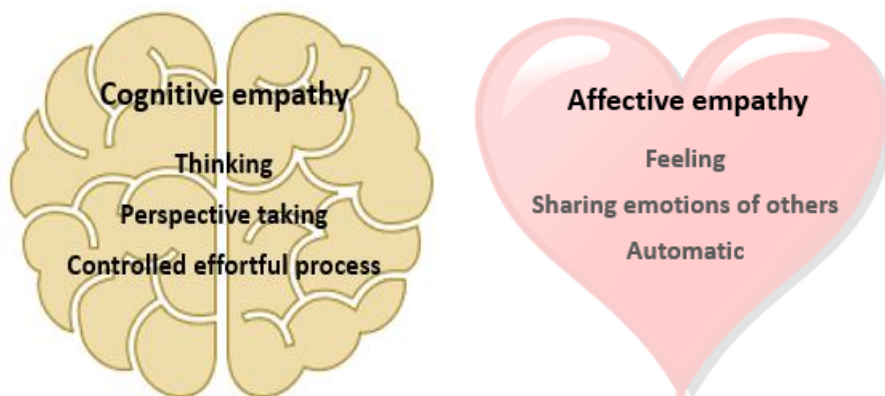 Cognitive empathy
Thinking
Perspective taking
Controlled effortful process
Affective empathy
Feeling
Sharing emotions of others
Automatic